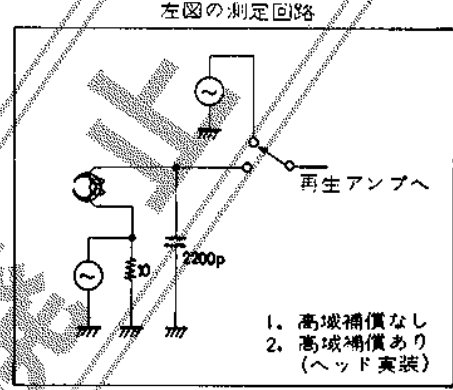 左図の測定回路
再生アンプへ
10
2200p
1. 高域補償なし
2. 高域補償あり
(ヘッド実装)